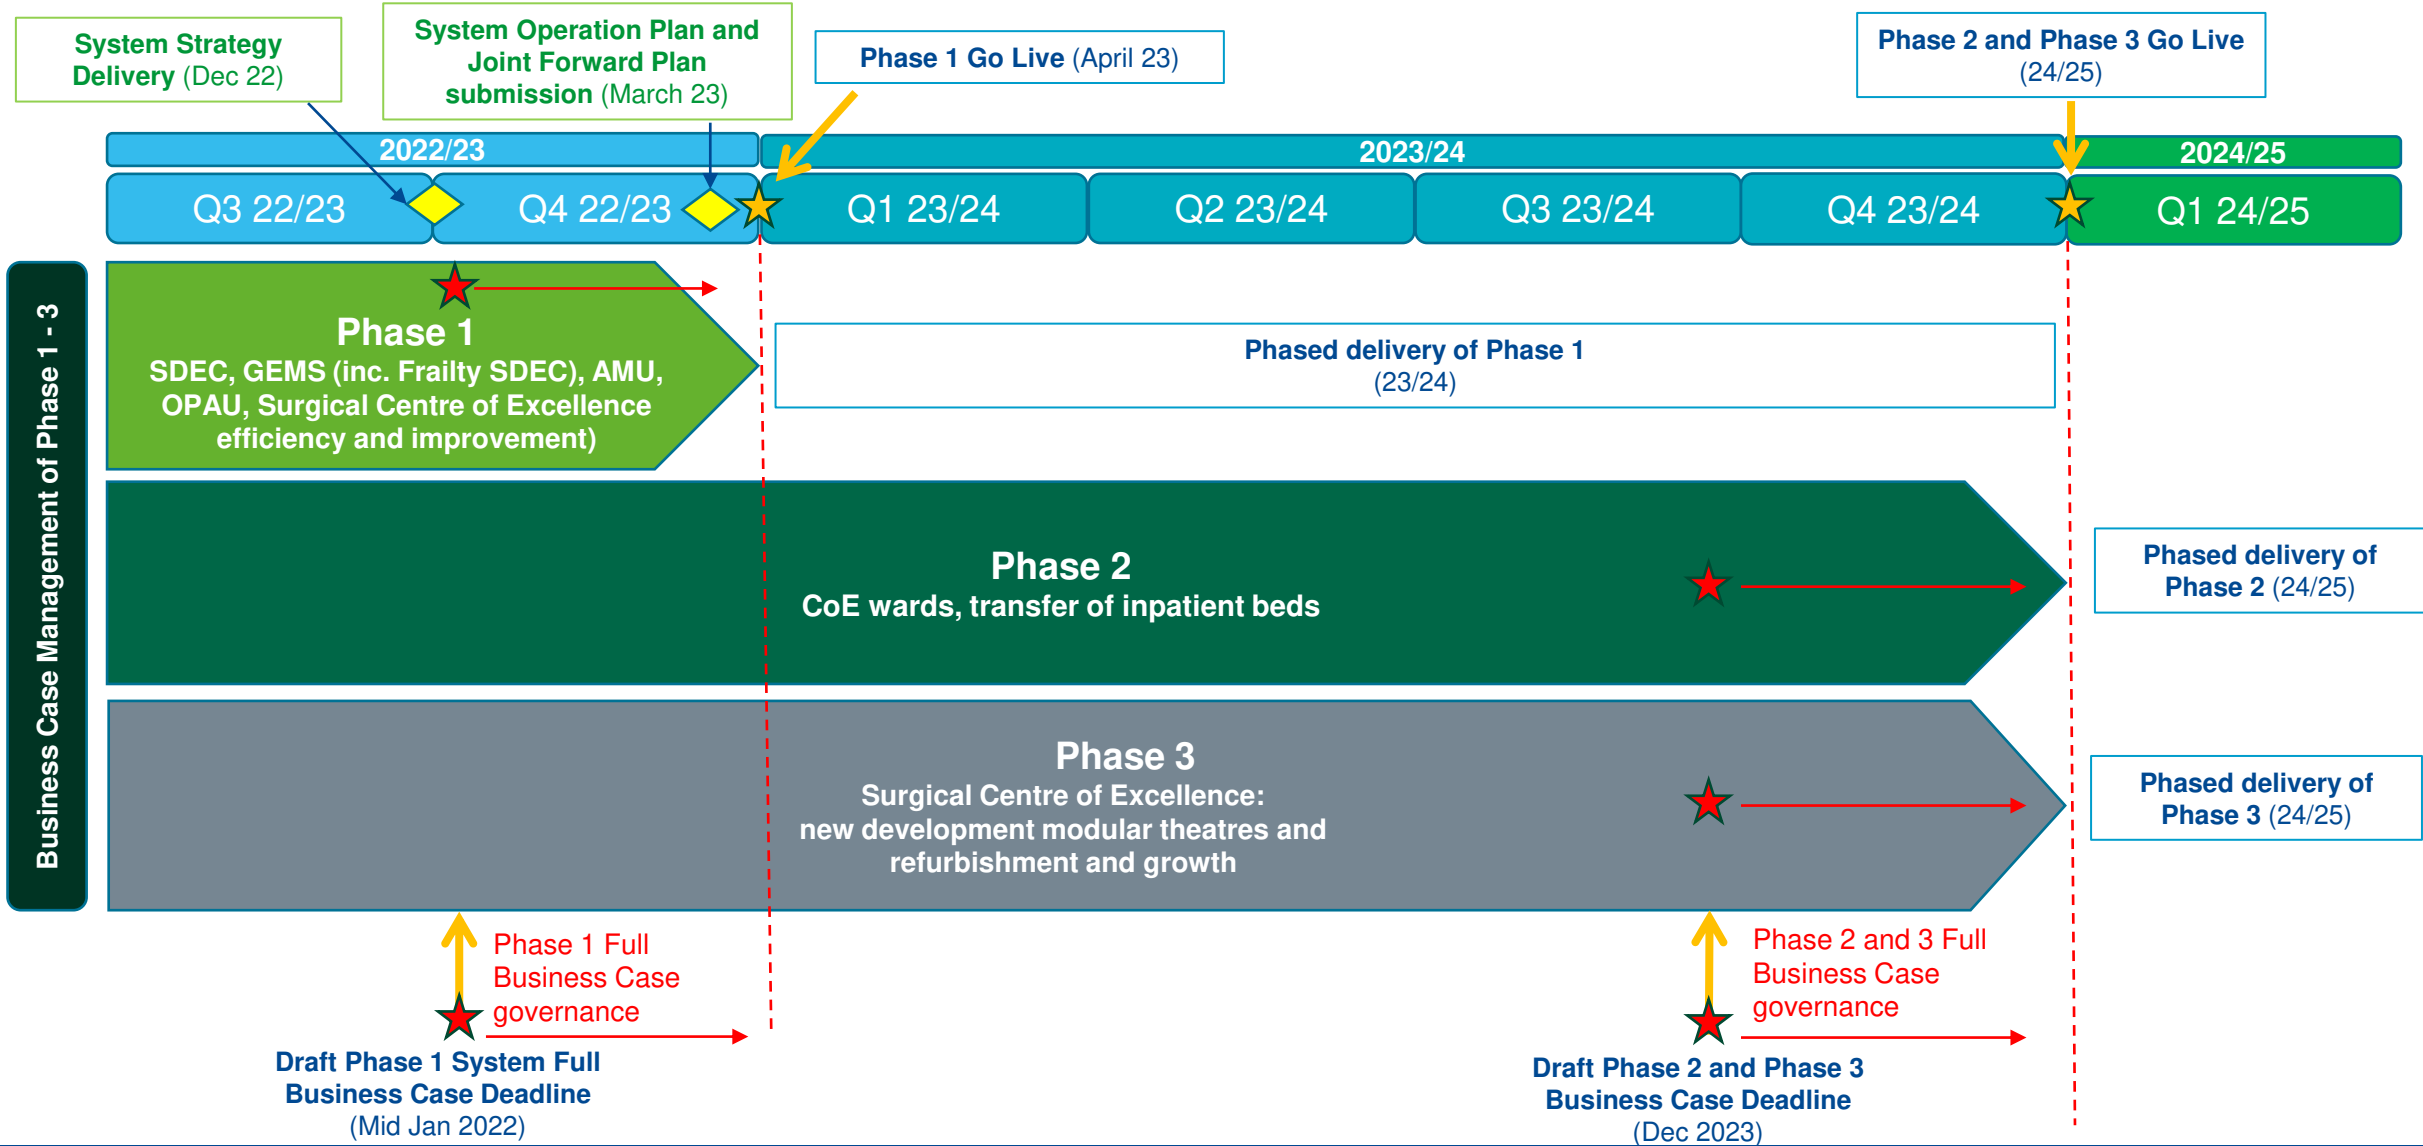 System Strategy
Delivery (Dec 22)
System Operation Plan and
Joint Forward Plan
submission (March 23)
Phase 1 Go Live (April 23)
Phase 2 and Phase 3 Go Live
(24/25)
2022/23
2023/24
2024/25
Q3 22/23
Q4 22/23
Q1 23/24
Q2 23/24
Q3 23/24
Q4 23/24
Q1 24/25
Business Case Management of Phase 1 - 3
Phase 1
SDEC, GEMS (inc. Frailty SDEC), AMU,
OPAU, Surgical Centre of Excellence
efficiency and improvement)
Phased delivery of Phase 1
(23/24)
Phase 2
CoE wards, transfer of inpatient beds
Phased delivery of
Phase 2 (24/25)
Phase 3
Surgical Centre of Excellence:
new development modular theatres and
refurbishment and growth
Phased delivery of
Phase 3 (24/25)
Phase 1 Full
Business Case
governance
Draft Phase 1 System Full
Business Case Deadline
(Mid Jan 2022)
Phase 2 and 3 Full
Business Case
governance
Draft Phase 2 and Phase 3
Business Case Deadline
(Dec 2023)